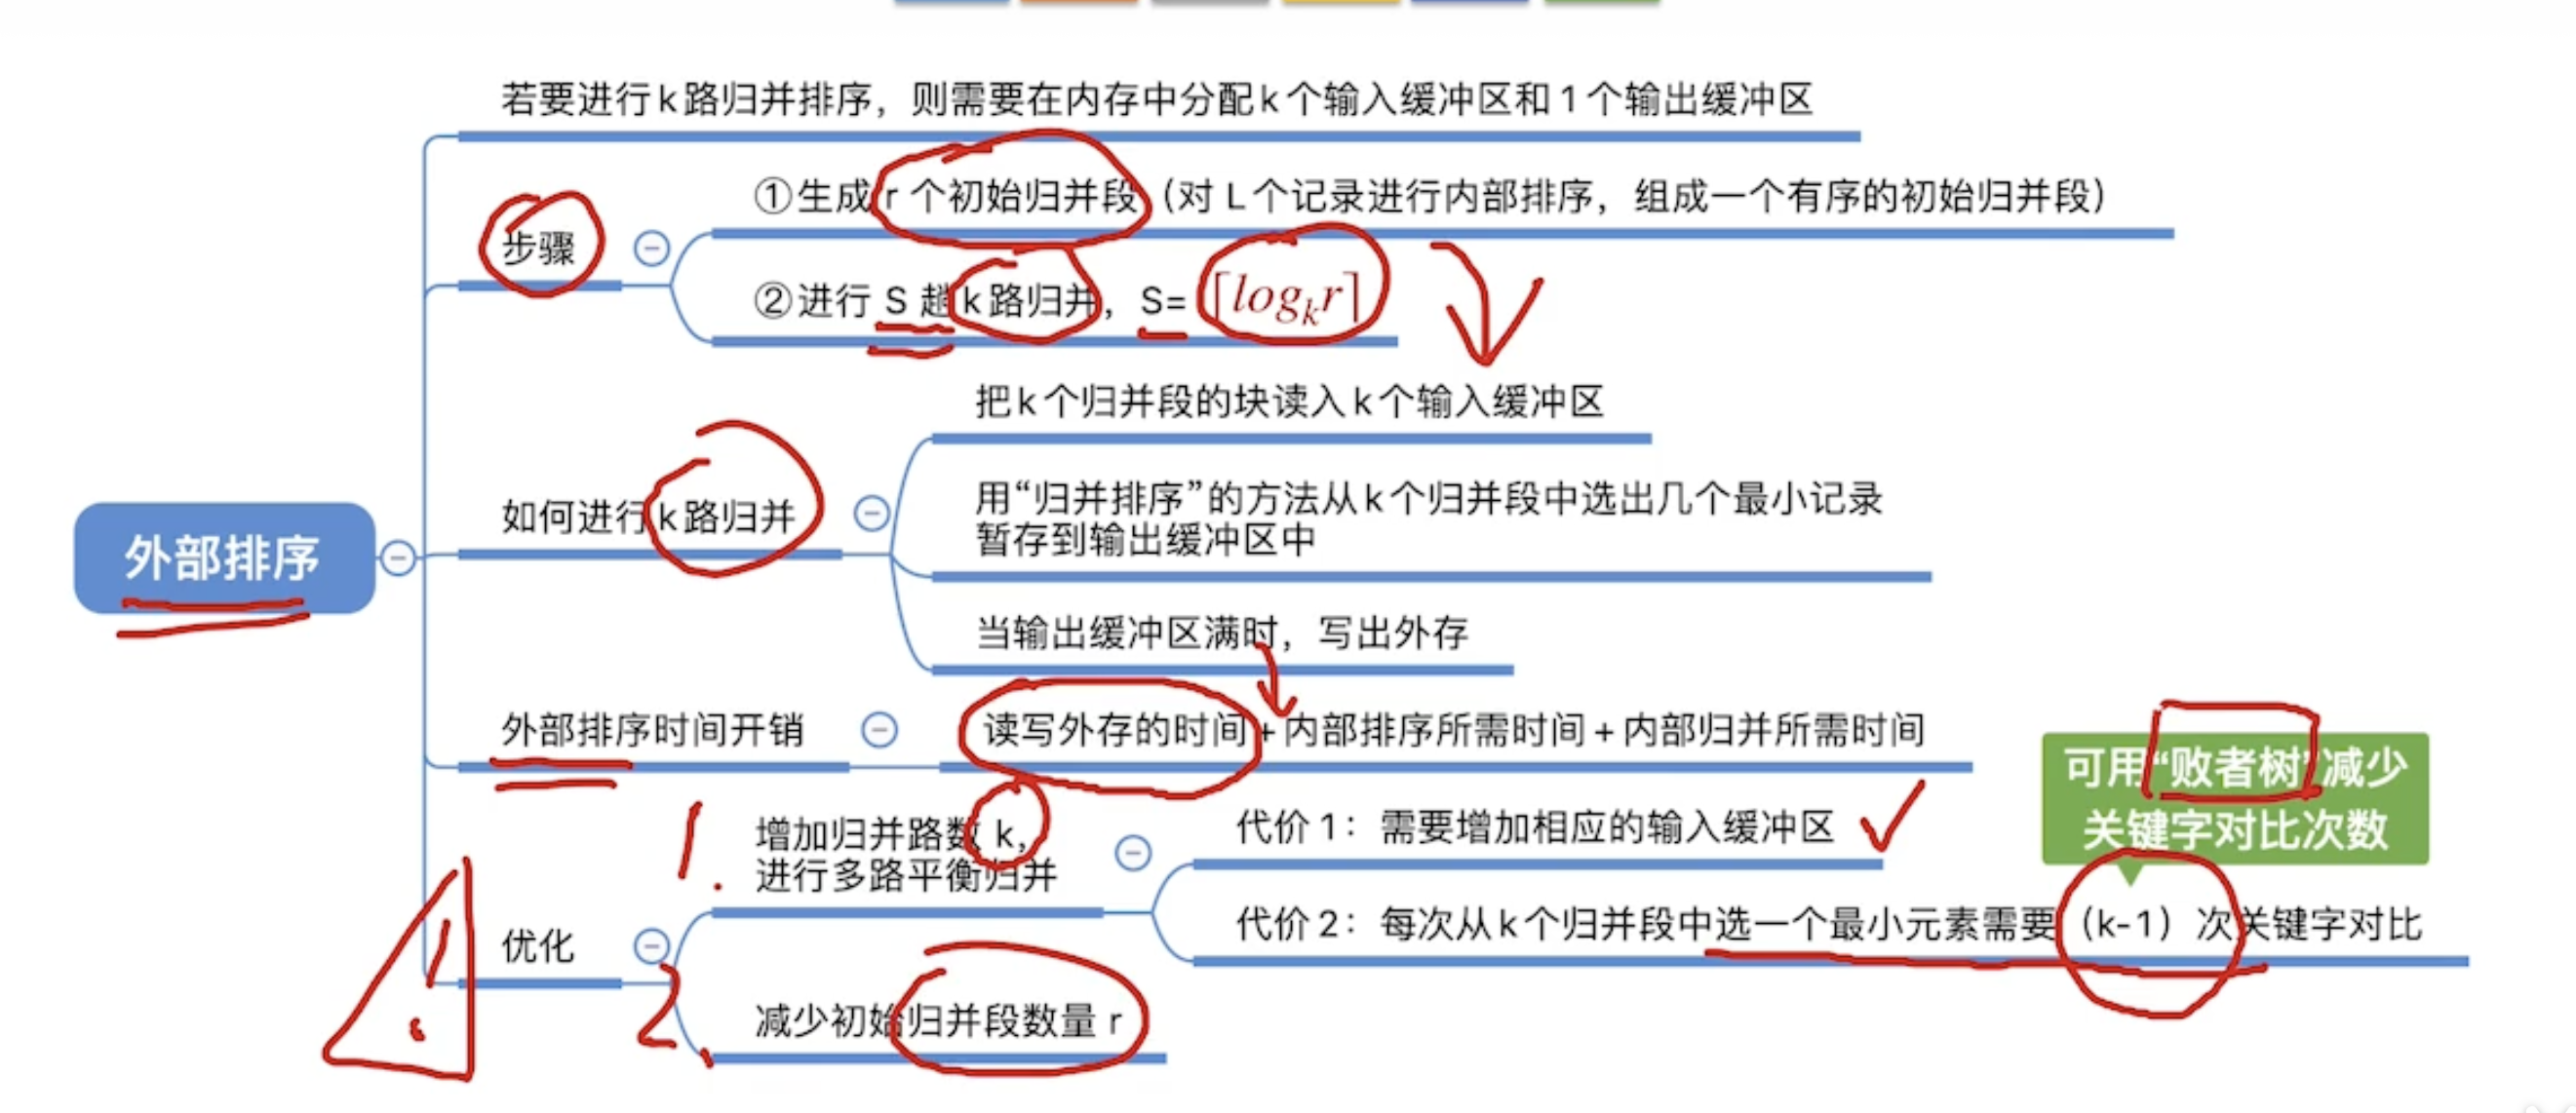 若要进行k路归并排序，则需要在内存中分配k个输入缓冲区和1个输出缓冲区
①生成 r 个初始归并段（对 L 个记录进行内部排序，组成一个有序的初始归并段）
步骤
②进行 S 趟k路归并，S= ⌈logₖr⌉
把k个归并段的块读入k个输入缓冲区
如何进行k路归并
用“归并排序”的方法从k个归并段中选出几个最小记录
暂存到输出缓冲区中
外部排序
当输出缓冲区满时，写出外存
外部排序时间开销
读写外存的时间+内部排序所需时间+内部归并所需时间
可用“败者树”减少
关键字对比次数
1.
增加归并路数 k，
进行多路平衡归并
代价 1：需要增加相应的输入缓冲区
代价 2：每次从k个归并段中选一个最小元素需要（k-1）次关键字对比
!
优化
2.
减少初始归并段数量 r